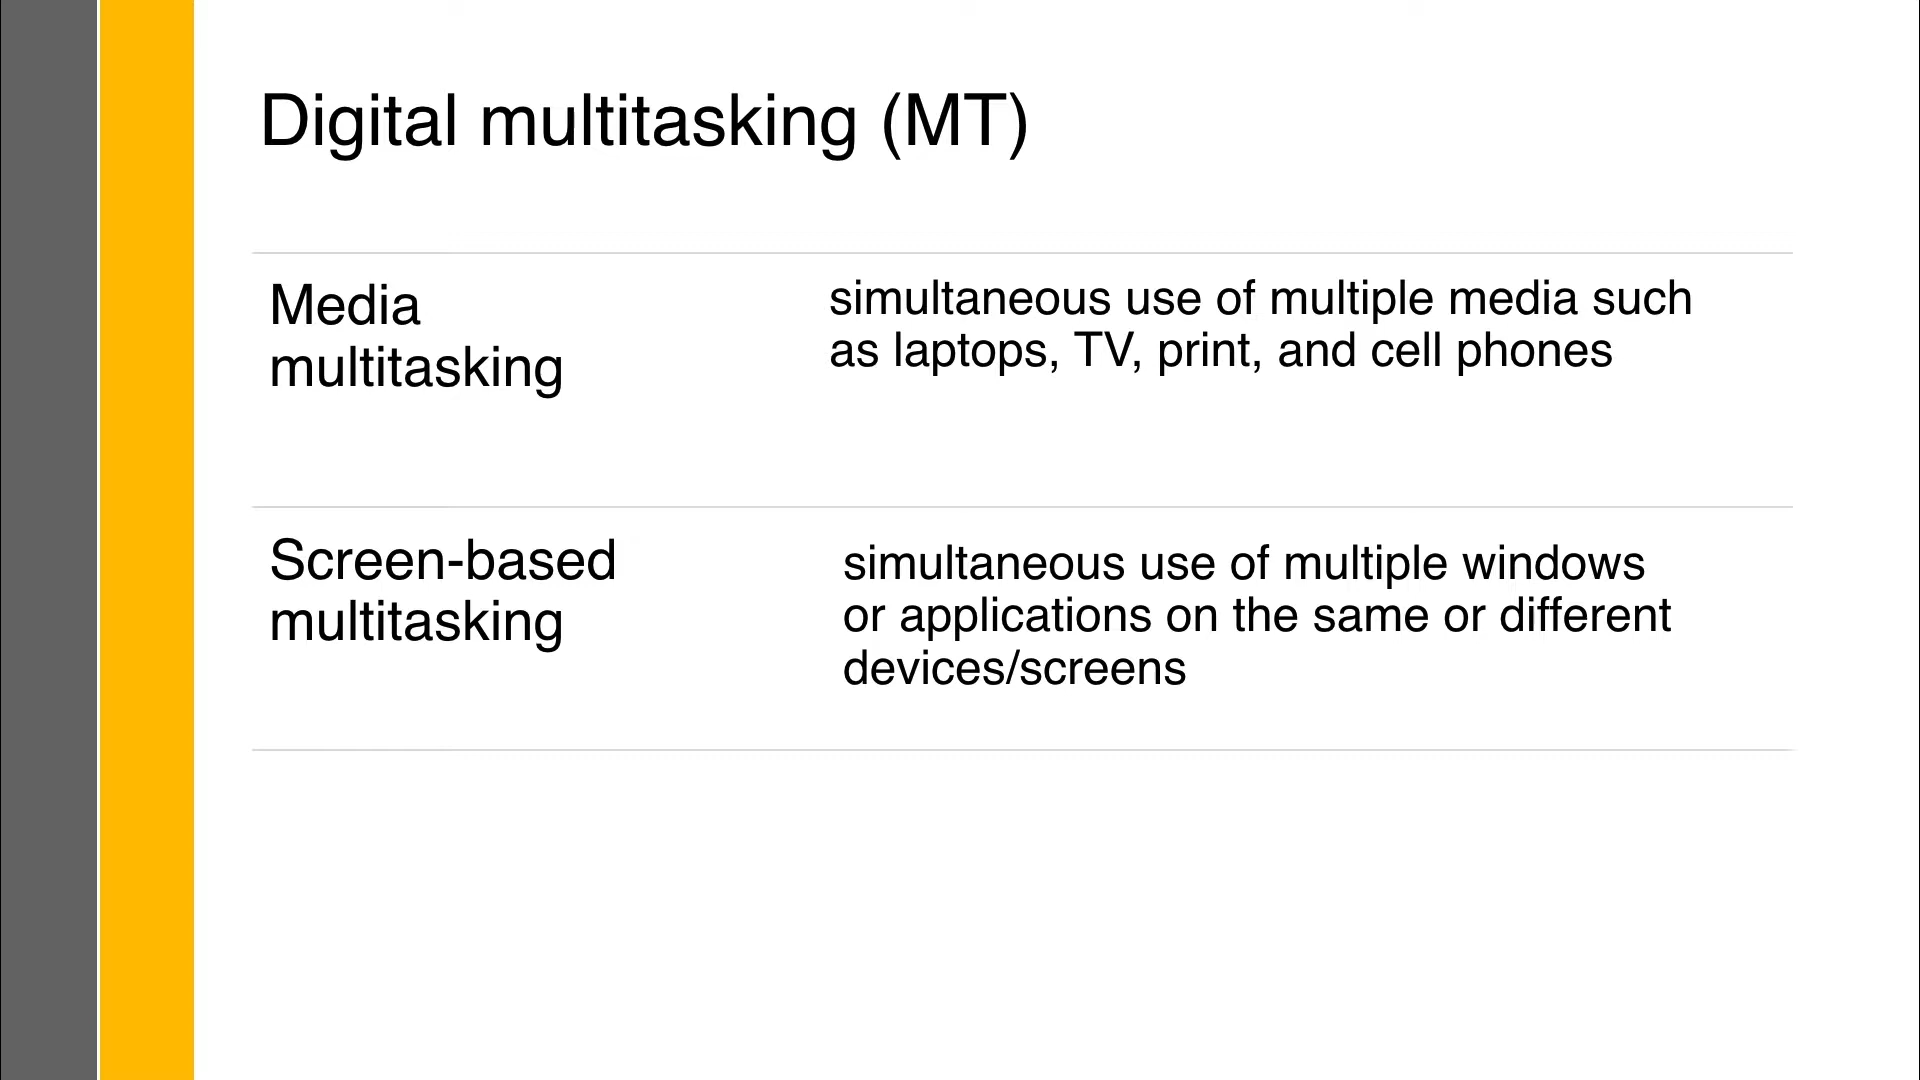 Digital multitasking (MT)
Media
multitasking
simultaneous use of multiple media such
as laptops, TV, print, and cell phones
Screen-based
multitasking
simultaneous use of multiple windows
or applications on the same or different
devices/screens